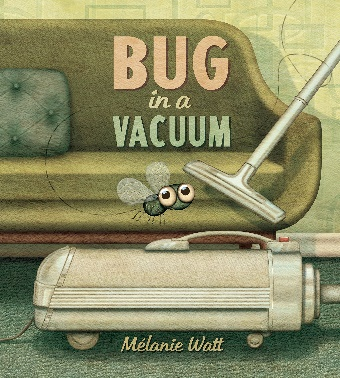 BUG
in a
VACUUM
Mélanie Watt